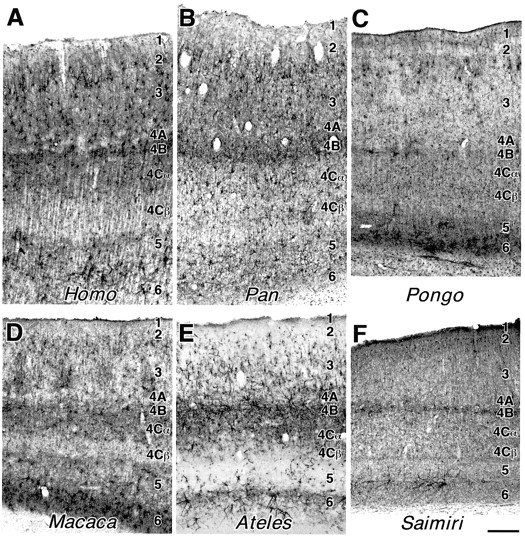 A
1
2
3
4A
4B
4Cα
4Cβ
5
6
Homo
B
1
2
3
4A
4B
4Cα
4Cβ
5
6
Pan
C
1
2
3
4A
4B
4Cα
4Cβ
5
6
Pongo
D
1
2
3
4A
4B
4Cα
4Cβ
5
6
Macaca
E
1
2
3
4A
4B
4Cα
4Cβ
5
6
Ateles
F
1
2
3
4A
4B
4Cα
4Cβ
5
6
Saimiri